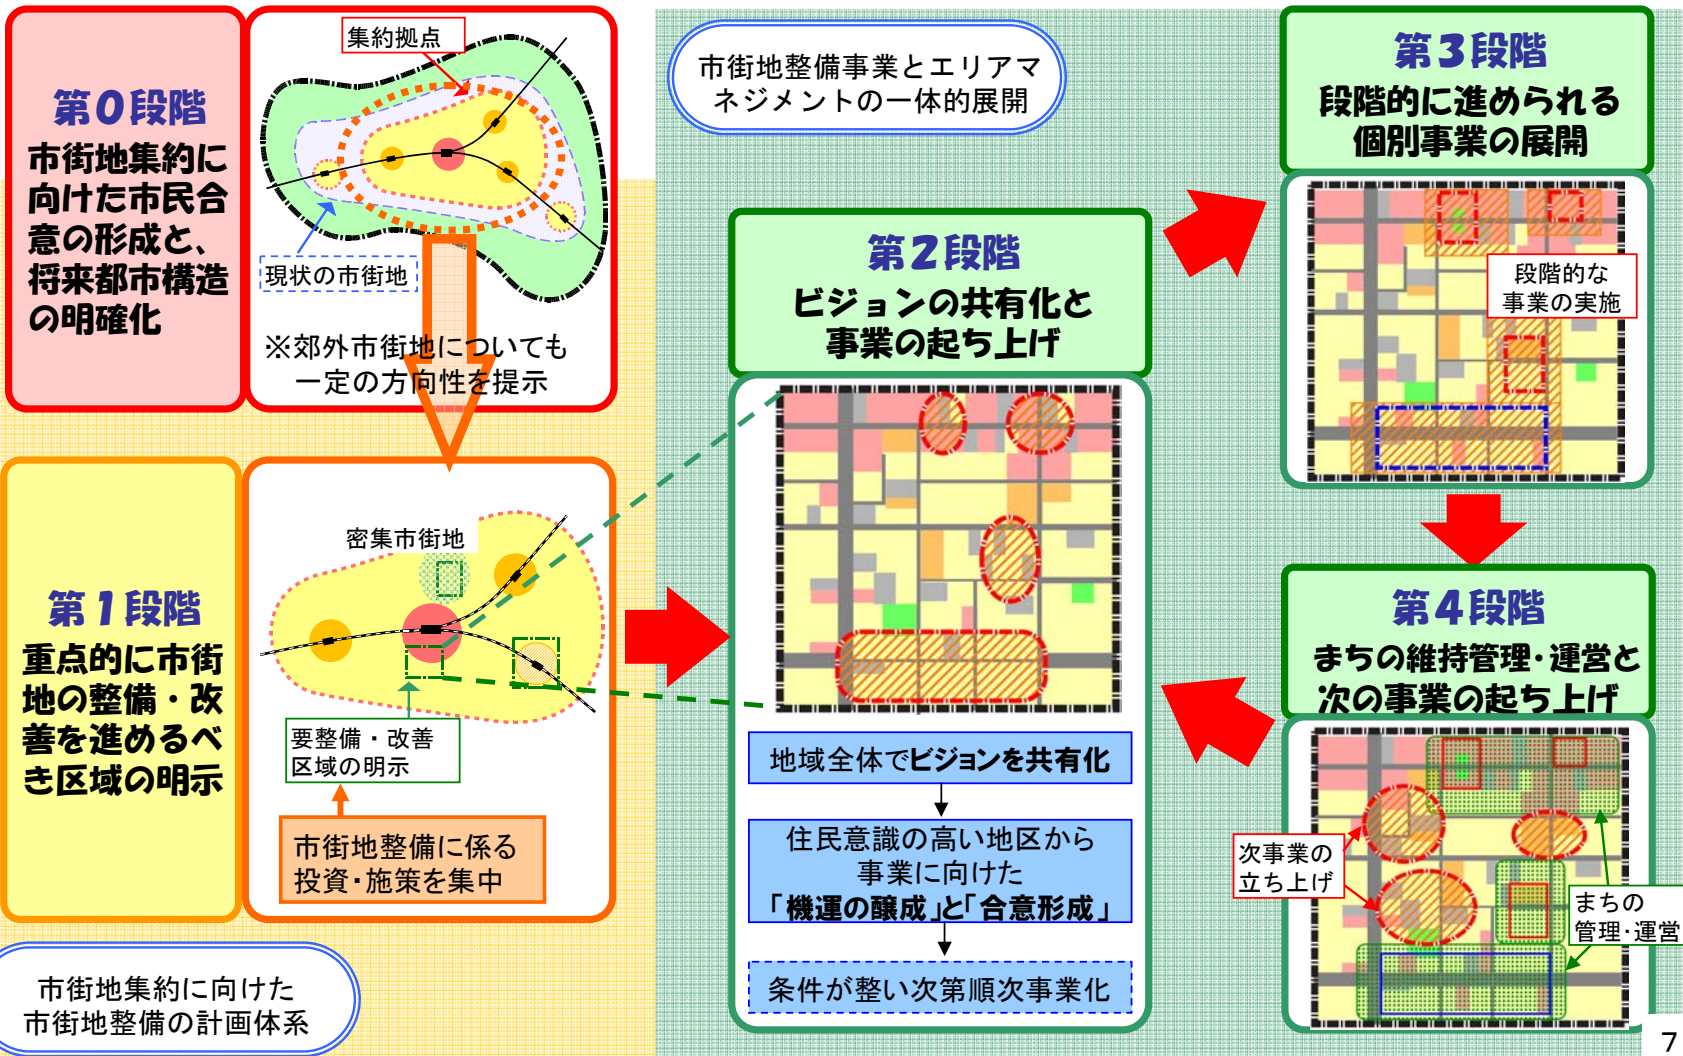 第0段階
市街地集約に
向けた市民合
意の形成と、
将来都市構造
の明確化
集約拠点
現状の市街地
※郊外市街地についても
一定の方向性を提示
第1段階
重点的に市街
地の整備・改
善を進めるべ
き区域の明示
密集市街地
要整備・改善
区域の明示
市街地整備に係る
投資・施策を集中
市街地集約に向けた
市街地整備の計画体系
市街地整備事業とエリアマ
ネジメントの一体的展開
第2段階
ビジョンの共有化と
事業の起ち上げ
地域全体でビジョンを共有化
住民意識の高い地区から
事業に向けた
「機運の醸成」と「合意形成」
条件が整い次第順次事業化
第3段階
段階的に進められる
個別事業の展開
段階的な
事業の実施
第4段階
まちの維持管理・運営と
次の事業の起ち上げ
次事業の
立ち上げ
まちの
管理・運営
7